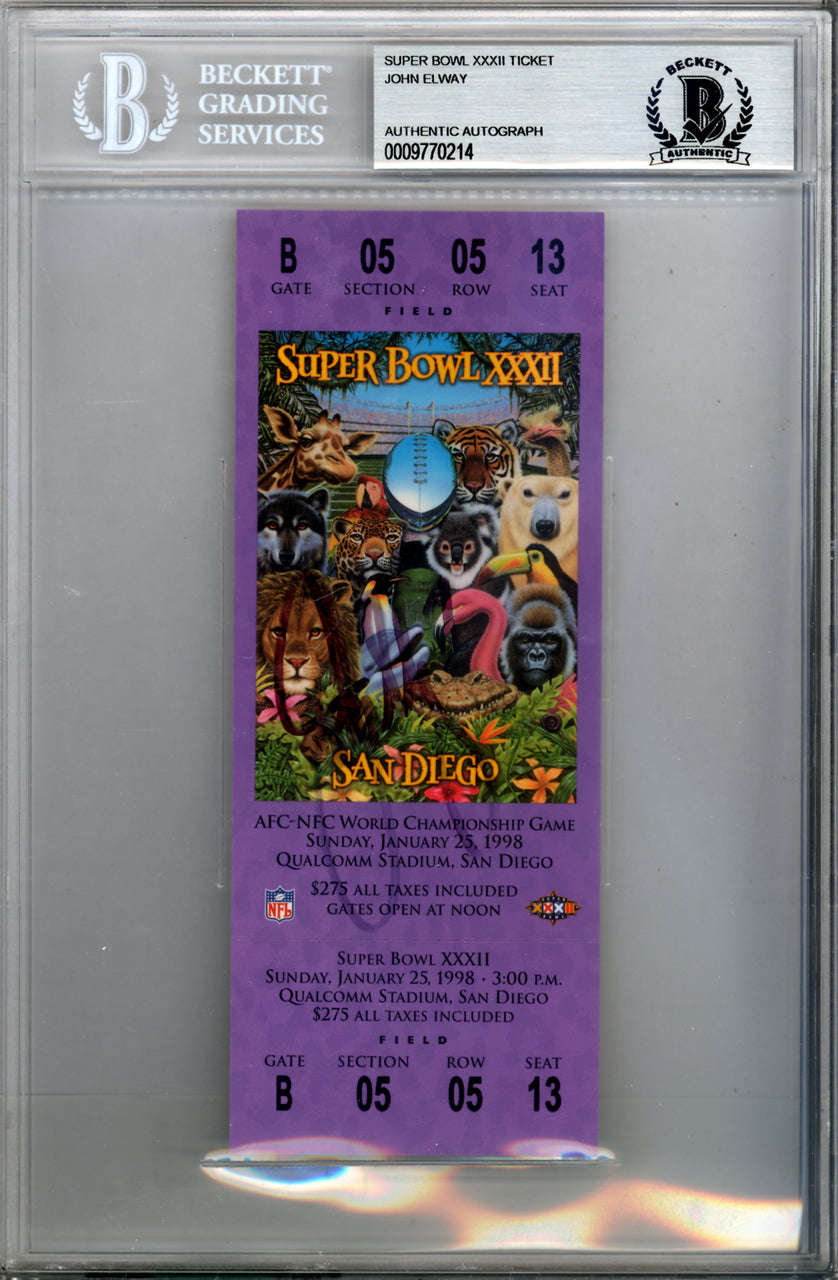 BECKETT®
GRADING
SERVICES
SUPER BOWL XXXII TICKET
JOHN ELWAY
AUTHENTIC AUTOGRAPH
0009770214
BECKETT
B
AUTHENTIC
B
B 05 05 13
GATE SECTION ROW SEAT
FIELD
SUPER BOWL XXXII
SAN DIEGO
AFC-NFC WORLD CHAMPIONSHIP GAME
SUNDAY, JANUARY 25, 1998
QUALCOMM STADIUM, SAN DIEGO
$275 ALL TAXES INCLUDED
GATES OPEN AT NOON
NFL
XXXII
SUPER BOWL XXXII
SUNDAY, JANUARY 25, 1998 · 3:00 P.M.
QUALCOMM STADIUM, SAN DIEGO
$275 ALL TAXES INCLUDED
FIELD
GATE SECTION ROW SEAT
B 05 05 13